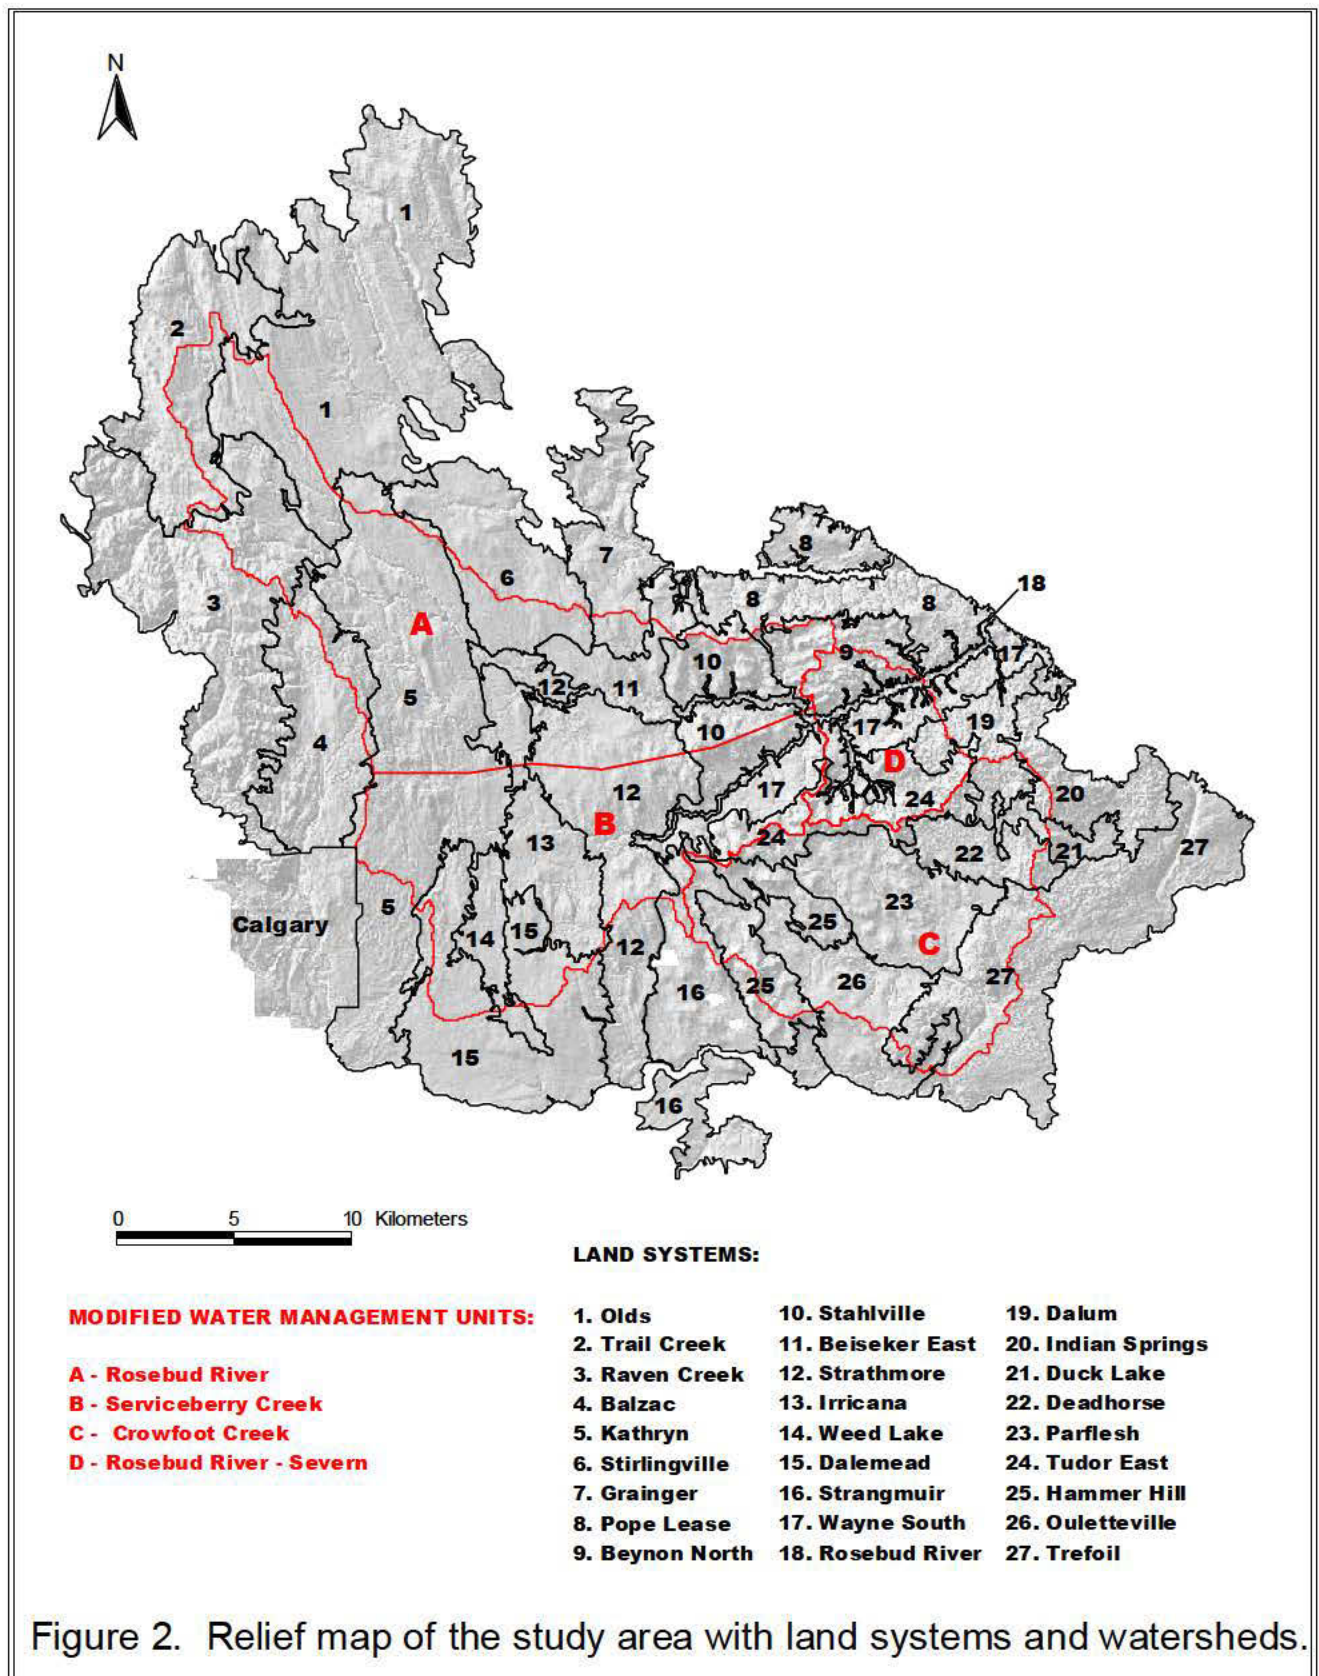 N
1
2
1
7
8
18
6
8
8
3
A
9
17
10
12
11
5
10
17
19
4
D
17
12
24
20
B
13
24
22
21
27
5
23
Calgary
15
25
14
12
C
27
26
16
25
15
16
0 5 10 Kilometers
LAND SYSTEMS:
MODIFIED WATER MANAGEMENT UNITS:
A - Rosebud River
B - Serviceberry Creek
C - Crowfoot Creek
D - Rosebud River - Severn
1. Olds
2. Trail Creek
3. Raven Creek
4. Balzac
5. Kathryn
6. Stirlingville
7. Grainger
8. Pope Lease
9. Beynon North
10. Stahlville
11. Beiseker East
12. Strathmore
13. Irricana
14. Weed Lake
15. Dalemead
16. Strangmuir
17. Wayne South
18. Rosebud River
19. Dalum
20. Indian Springs
21. Duck Lake
22. Deadhorse
23. Parflesh
24. Tudor East
25. Hammer Hill
26. Ouletteville
27. Trefoil
Figure 2. Relief map of the study area with land systems and watersheds.